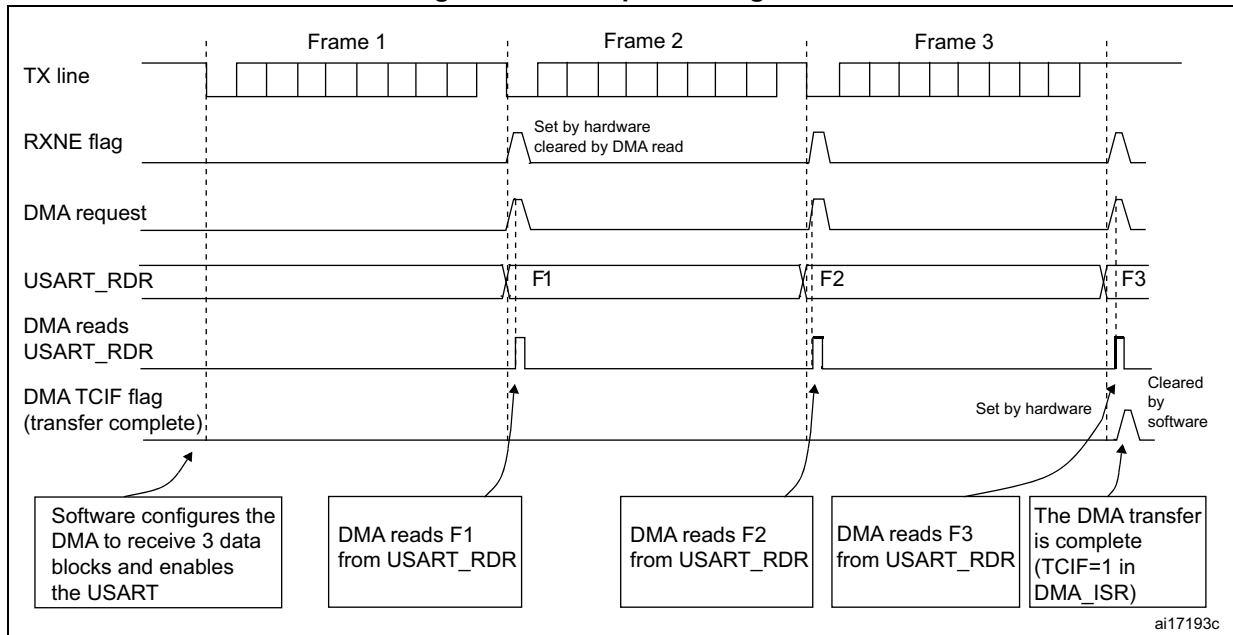 Frame 1
Frame 2
Frame 3
TX line
RXNE flag
Set by hardware
cleared by DMA read
DMA request
USART_RDR
F1
F2
F3
DMA reads
USART_RDR
DMA TCIF flag
(transfer complete)
Set by hardware
Cleared
by
software
Software configures the
DMA to receive 3 data
blocks and enables
the USART
DMA reads F1
from USART_RDR
DMA reads F2
from USART_RDR
DMA reads F3
from USART_RDR
The DMA transfer
is complete
(TCIF=1 in
DMA_ISR)
ai17193c